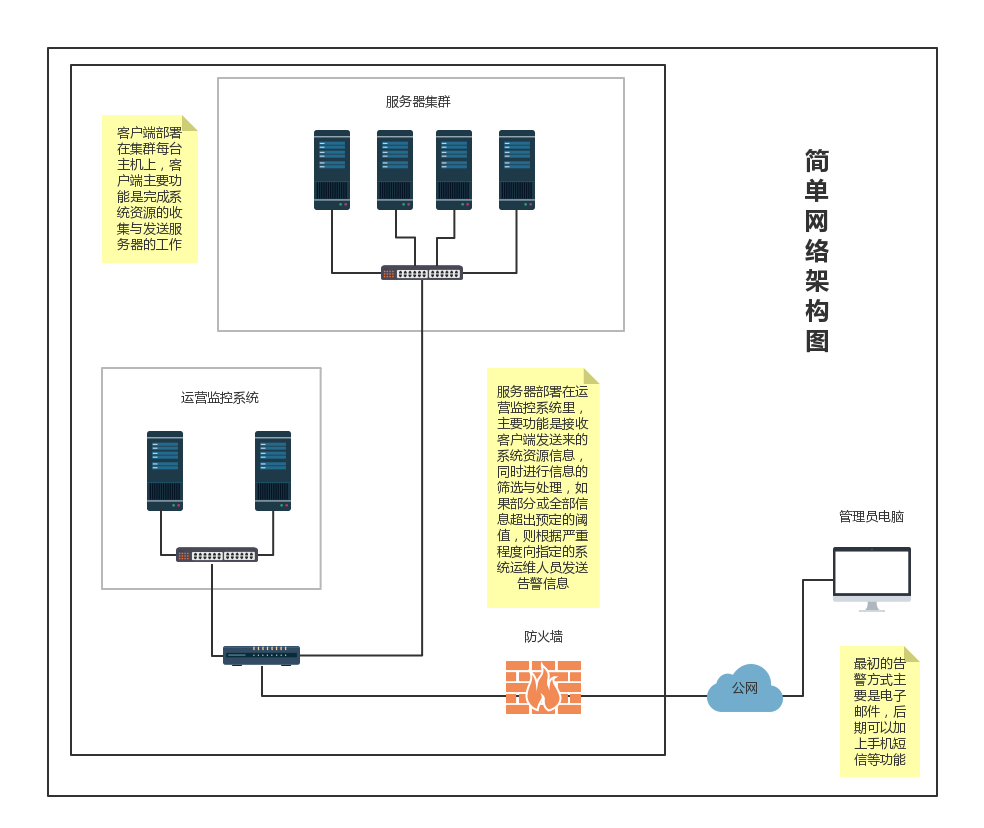 服务器集群
客户端部署
在集群每台
主机上，客
户端主要功
能是完成系
统资源的收
集与发送服
务器的工作
简
单
网
络
架
构
图
运营监控系统
服务器部署在运
营监控系统里，
主要功能是接收
客户端发送来的
系统资源信息，
同时进行信息的
筛选与处理，如
果部分或全部信
息超出预定的阈
值，则根据严重
程度向指定的系
统运维人员发送
告警信息
管理员电脑
防火墙
公网
最初的告
警方式主
要是电子
邮件，后
期可以加
上手机短
信等功能